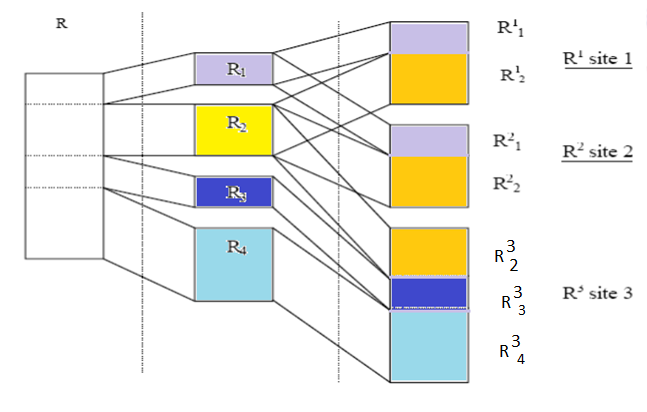 R
R₁
R₂
R₃
R₄
R¹₁
R¹₂
R²₁
R²₂
R³₂
R³₃
R³₄
R¹ site 1
R² site 2
R³ site 3